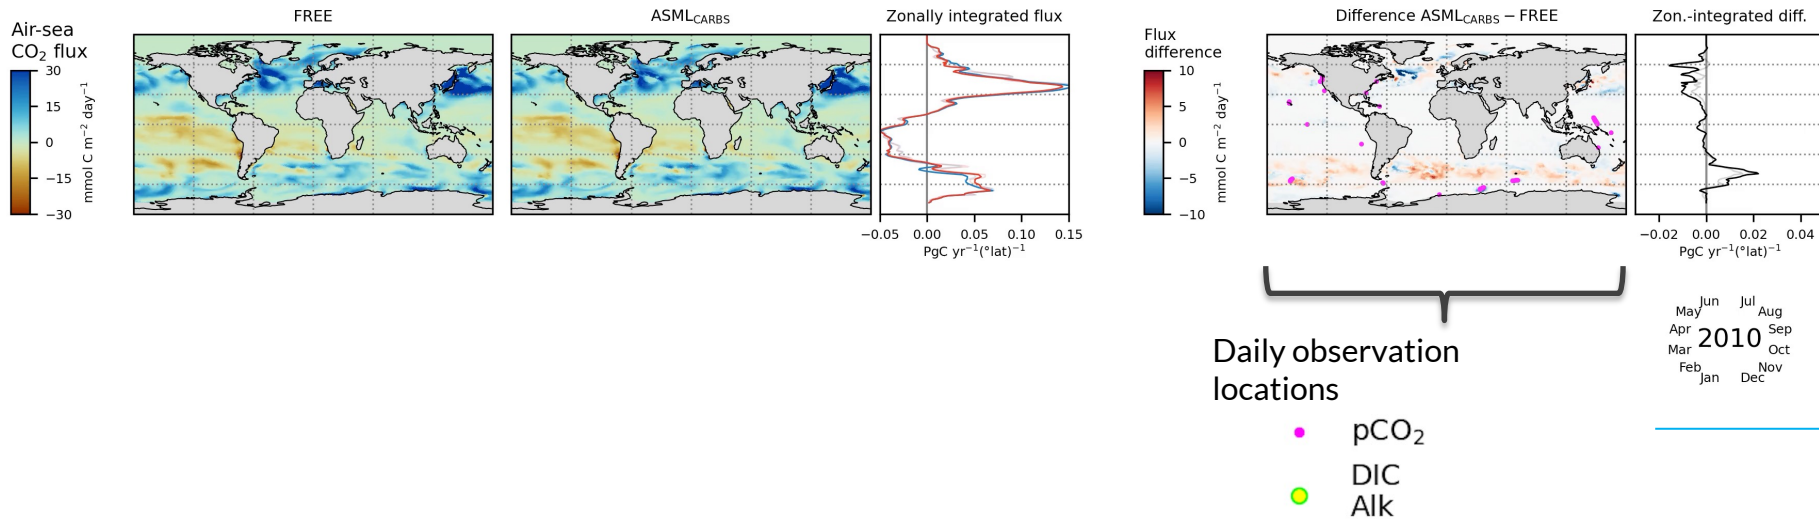 Air-sea
CO₂ flux
30
15
0
−15
−30
mmol C m⁻² day⁻¹
FREE
ASML_CARBS
Zonally integrated flux
−0.05 0.00 0.05 0.10 0.15
PgC yr⁻¹(°lat)⁻¹
Flux
difference
10
5
0
−5
−10
mmol C m⁻² day⁻¹
Difference ASML_CARBS − FREE
Zon.-integrated diff.
−0.02 0.00 0.02 0.04
PgC yr⁻¹(°lat)⁻¹
Daily observation
locations
pCO₂
DIC
Alk
Jun Jul
May Aug
Apr 2010 Sep
Mar Oct
Feb Nov
Jan Dec